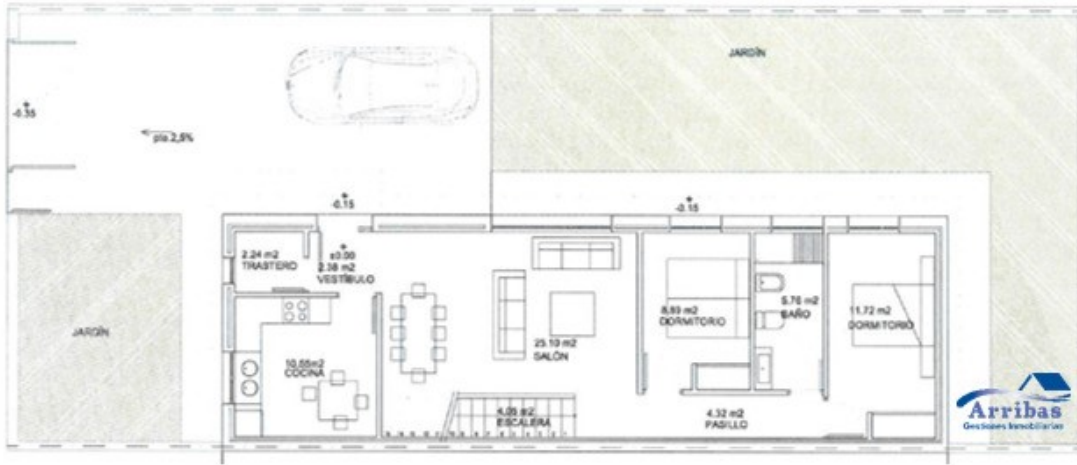 JARDÍN
-0.35
pte.2,5%
-0.15
-0.15
2.24 m2
TRASTERO
±0.00
2.38 m2
VESTÍBULO
8,93 m2
DORMITORIO
5.76 m2
BAÑO
11,72 m2
DORMITORIO
JARDÍN
25.10 m2
SALÓN
10,55m2
COCINA
4.05 m2
ESCALERA
4.32 m2
PASILLO
Arribas
Gestiones Inmobiliarias